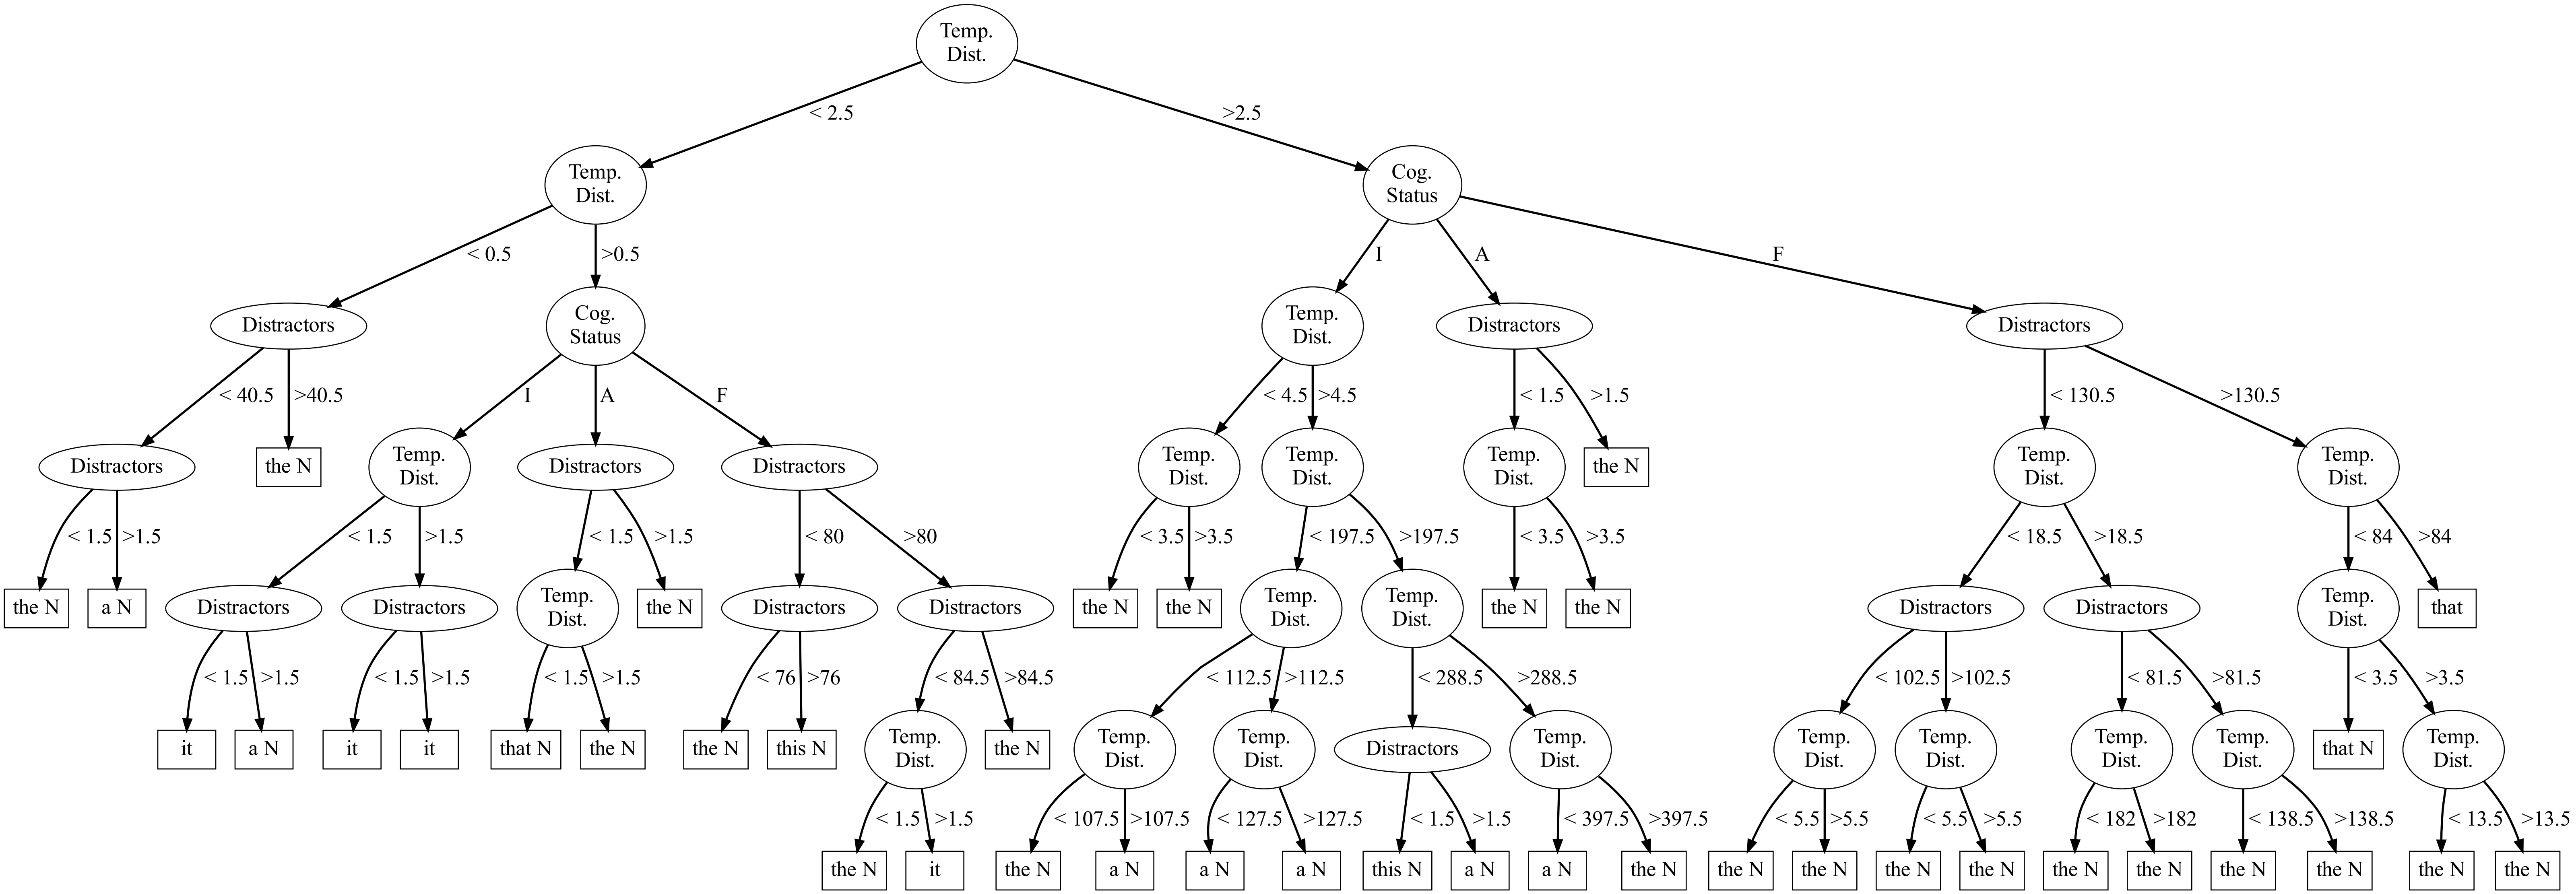 Temp.
Dist.
< 2.5
>2.5
Temp.
Dist.
Cog.
Status
< 0.5
>0.5
I
A
F
Distractors
Cog.
Status
Temp.
Dist.
Distractors
Distractors
< 40.5
>40.5
I
A
F
< 4.5
>4.5
< 1.5
>1.5
< 130.5
>130.5
Distractors
the N
Temp.
Dist.
Distractors
Distractors
Temp.
Dist.
Temp.
Dist.
Temp.
Dist.
the N
Temp.
Dist.
Temp.
Dist.
< 1.5
>1.5
< 1.5
>1.5
< 1.5
>1.5
< 80
>80
< 3.5
>3.5
< 197.5
>197.5
< 3.5
>3.5
< 18.5
>18.5
< 84
>84
the N
a N
Distractors
Distractors
Temp.
Dist.
the N
Distractors
Distractors
the N
the N
Temp.
Dist.
Temp.
Dist.
the N
the N
Distractors
Distractors
Temp.
Dist.
that
< 1.5
>1.5
< 1.5
>1.5
< 1.5
>1.5
< 76
>76
< 84.5
>84.5
< 112.5
>112.5
< 288.5
>288.5
< 102.5
>102.5
< 81.5
>81.5
< 3.5
>3.5
it
a N
it
it
that N
the N
the N
this N
Temp.
Dist.
the N
Temp.
Dist.
Temp.
Dist.
Distractors
Temp.
Dist.
Temp.
Dist.
Temp.
Dist.
Temp.
Dist.
Temp.
Dist.
that N
Temp.
Dist.
< 1.5
>1.5
< 107.5
>107.5
< 127.5
>127.5
< 1.5
>1.5
< 397.5
>397.5
< 5.5
>5.5
< 5.5
>5.5
< 182
>182
< 138.5
>138.5
< 13.5
>13.5
the N
it
the N
a N
a N
a N
this N
a N
a N
the N
the N
the N
the N
the N
the N
the N
the N
the N
the N
the N